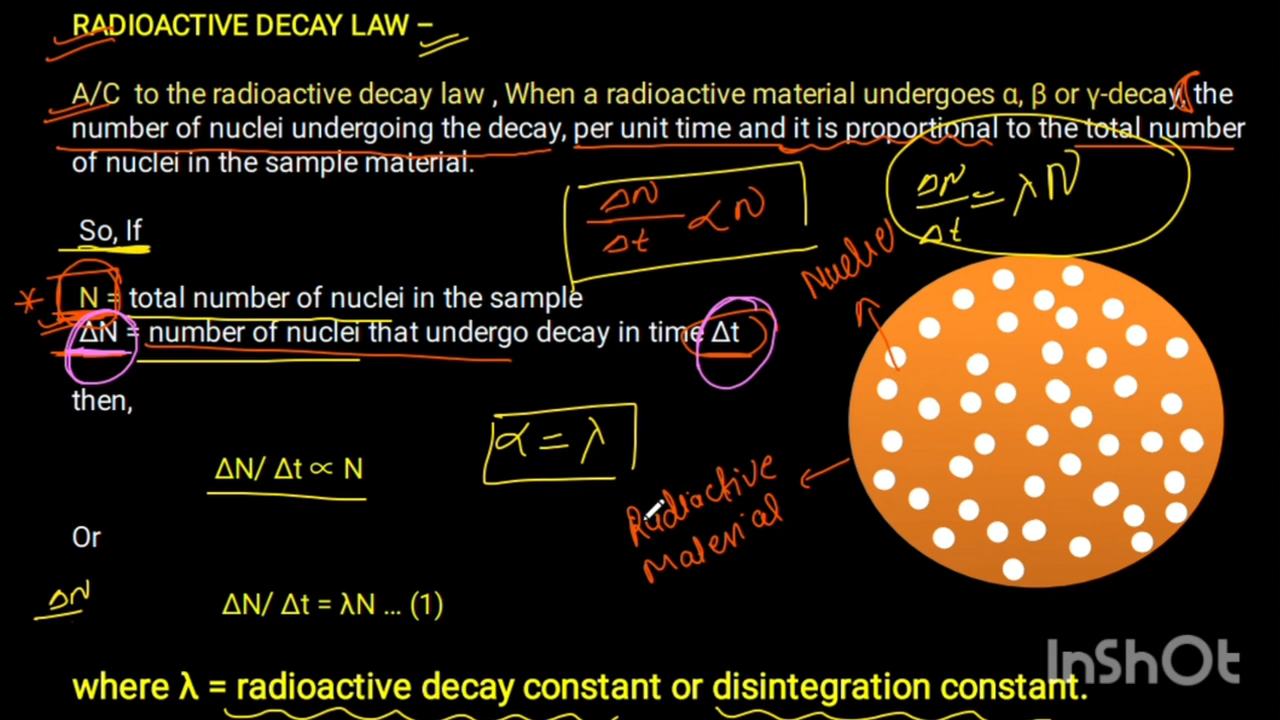 RADIOACTIVE DECAY LAW –
A/C to the radioactive decay law , When a radioactive material undergoes α, β or γ-decay, the
number of nuclei undergoing the decay, per unit time and it is proportional to the total number
of nuclei in the sample material.
ΔN/Δt ∝ N
ΔN/Δt = λN
So, If
Nuclie
* N = total number of nuclei in the sample
ΔN = number of nuclei that undergo decay in time Δt
then,
∝ = λ
ΔN/ Δt ∝ N
Radiactive
Material
Or
ΔN
ΔN/ Δt = λN ... (1)
InShOt
where λ = radioactive decay constant or disintegration constant.